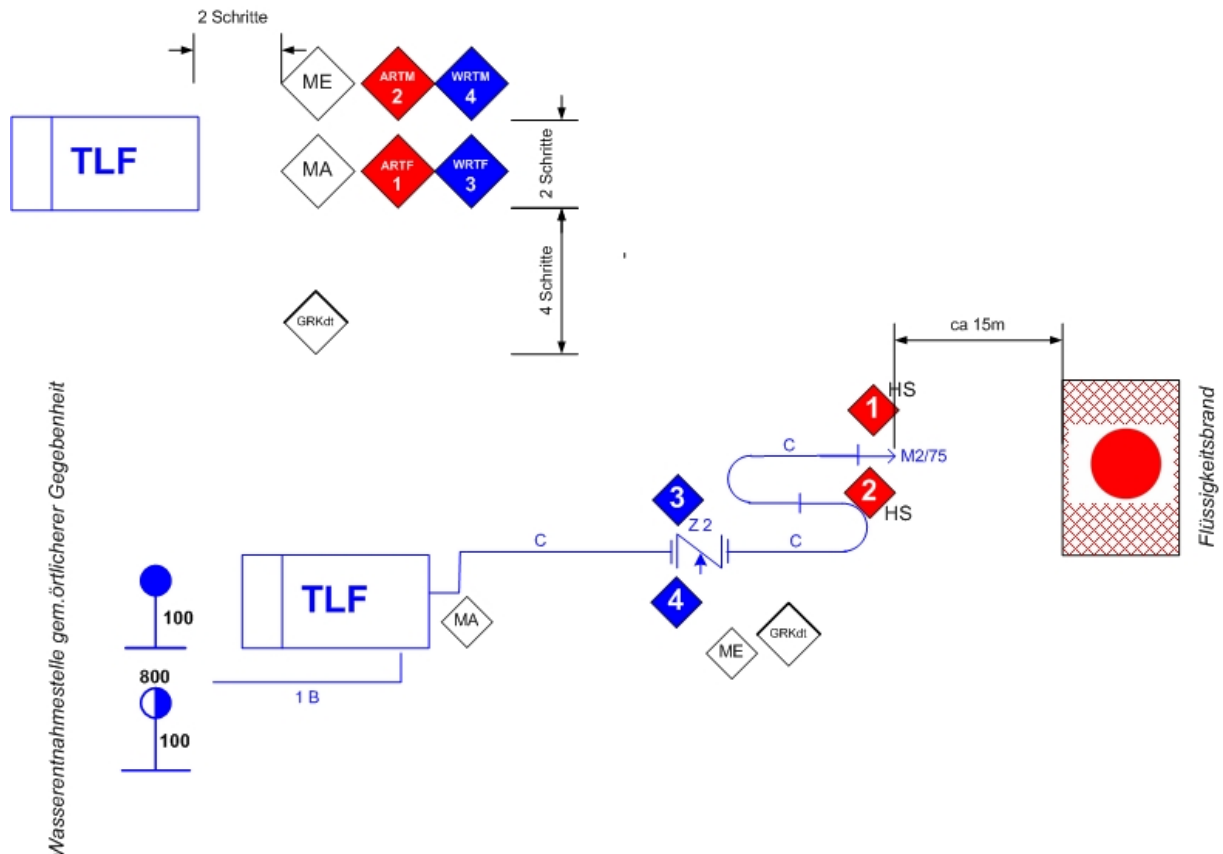 2 Schritte
ME
ARTM
2
WRTM
4
TLF
MA
ARTF
1
WRTF
3
2 Schritte
4 Schritte
GRKdt
ca 15m
Wasserentnahmestelle gem.örtlicherer Gegebenheit
1
HS
C
M2/75
2
HS
3
Z 2
C
C
4
TLF
MA
ME
GRKdt
100
800
1 B
100
Flüssigkeitsbrand